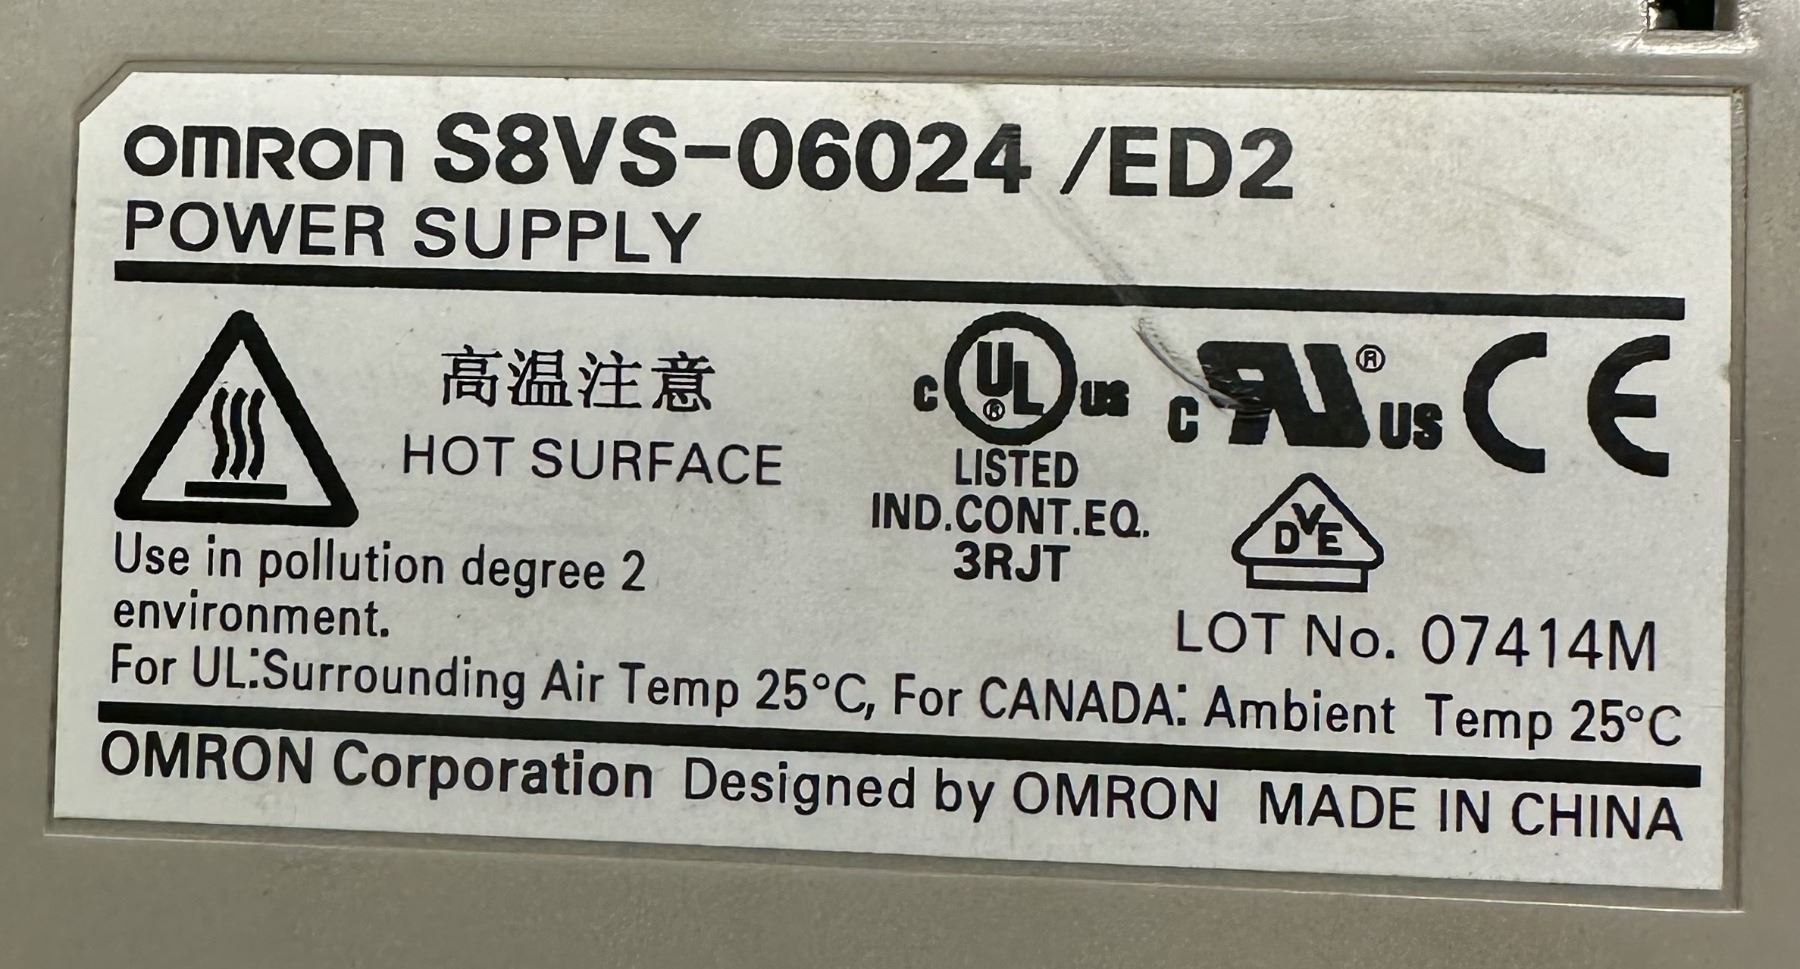 omron S8VS-06024 /ED2
POWER SUPPLY
高温注意
HOT SURFACE
c UL® us
LISTED
IND.CONT.EQ.
3RJT
c RU® US CE
DVE
Use in pollution degree 2
environment.
LOT No. 07414M
For UL:Surrounding Air Temp 25°C, For CANADA: Ambient Temp 25°C
OMRON Corporation Designed by OMRON MADE IN CHINA